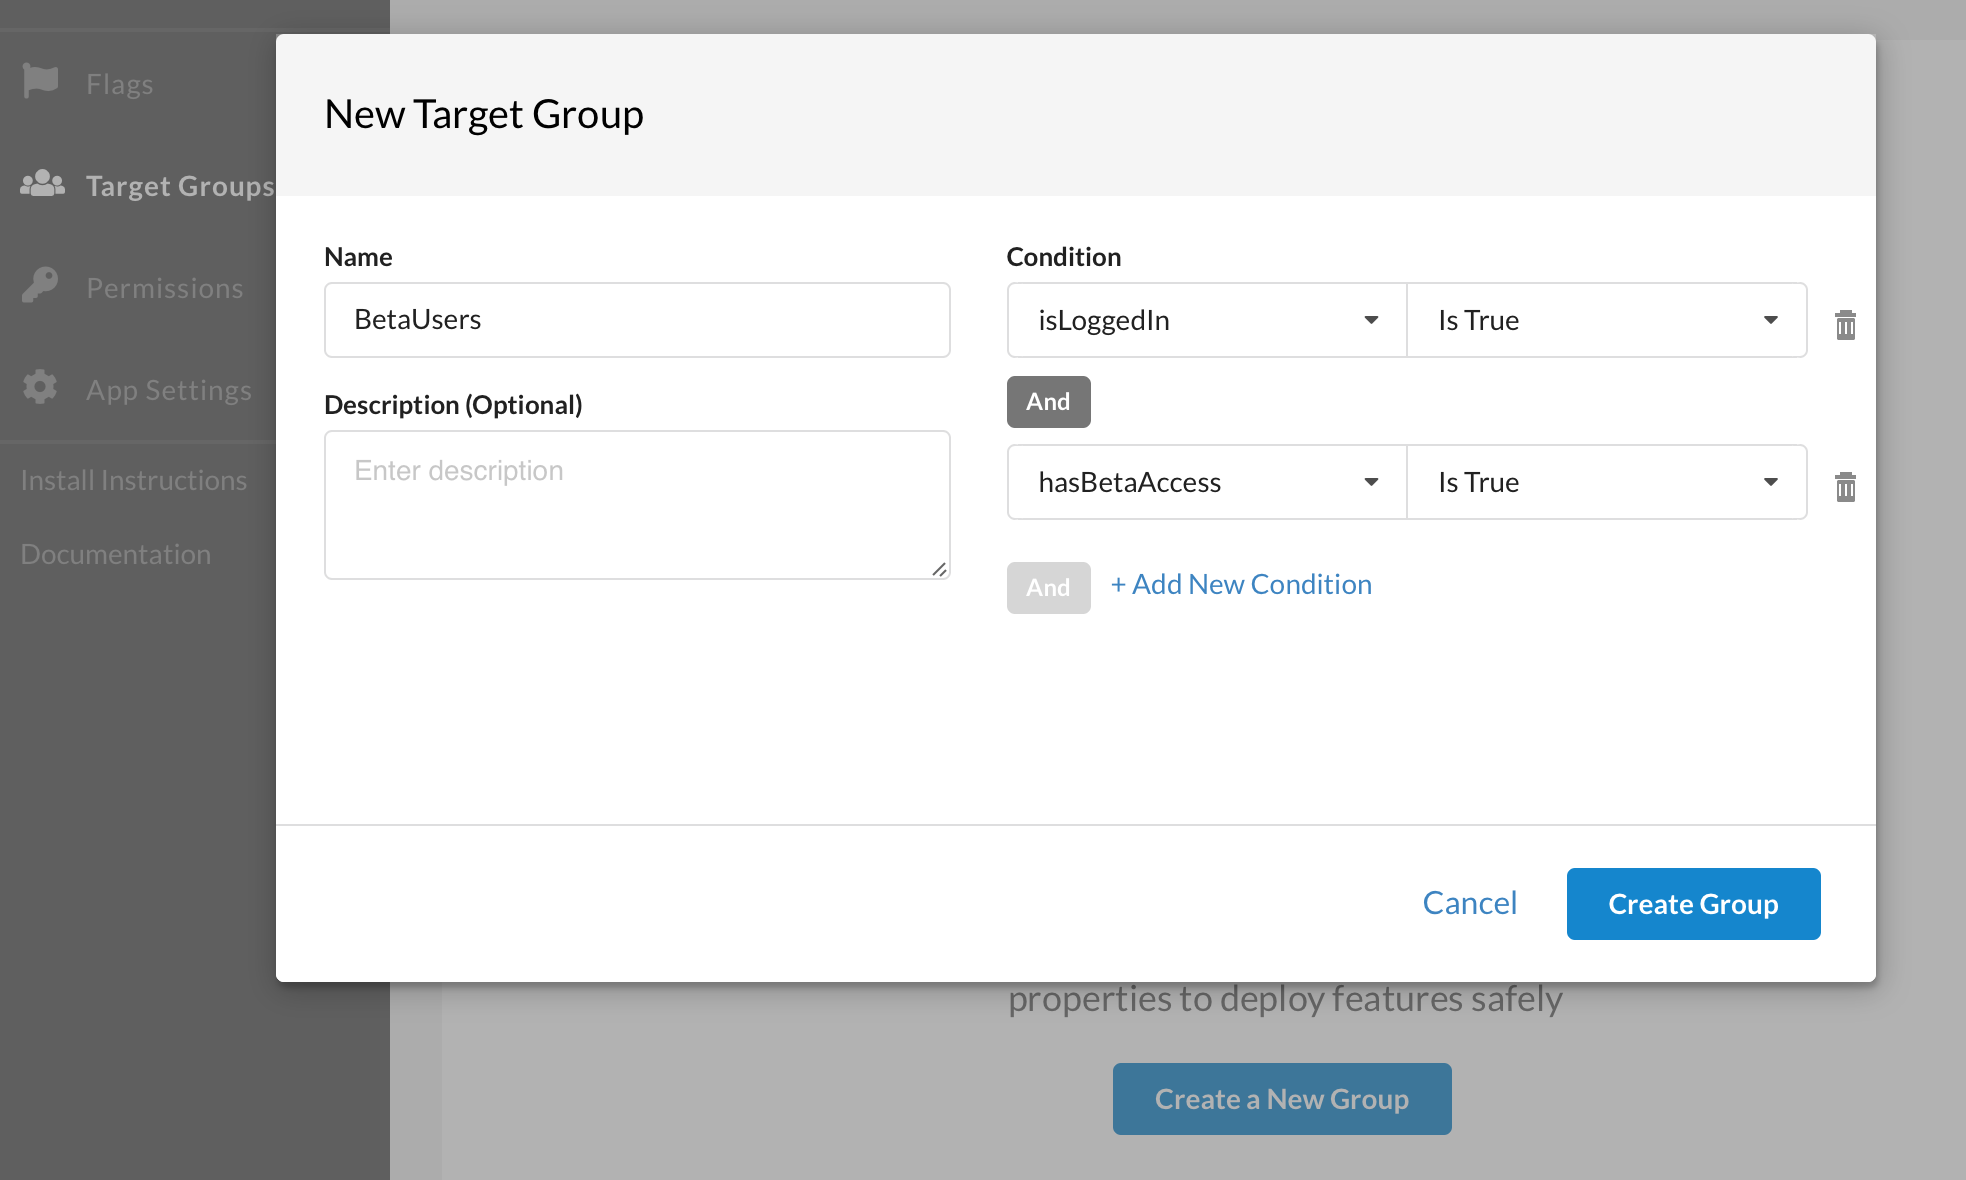 Flags
Target Groups
Permissions
App Settings
Install Instructions
Documentation
New Target Group
Name
BetaUsers
Description (Optional)
Enter description
Condition
isLoggedIn Is True
And
hasBetaAccess Is True
And + Add New Condition
Cancel Create Group
properties to deploy features safely
Create a New Group